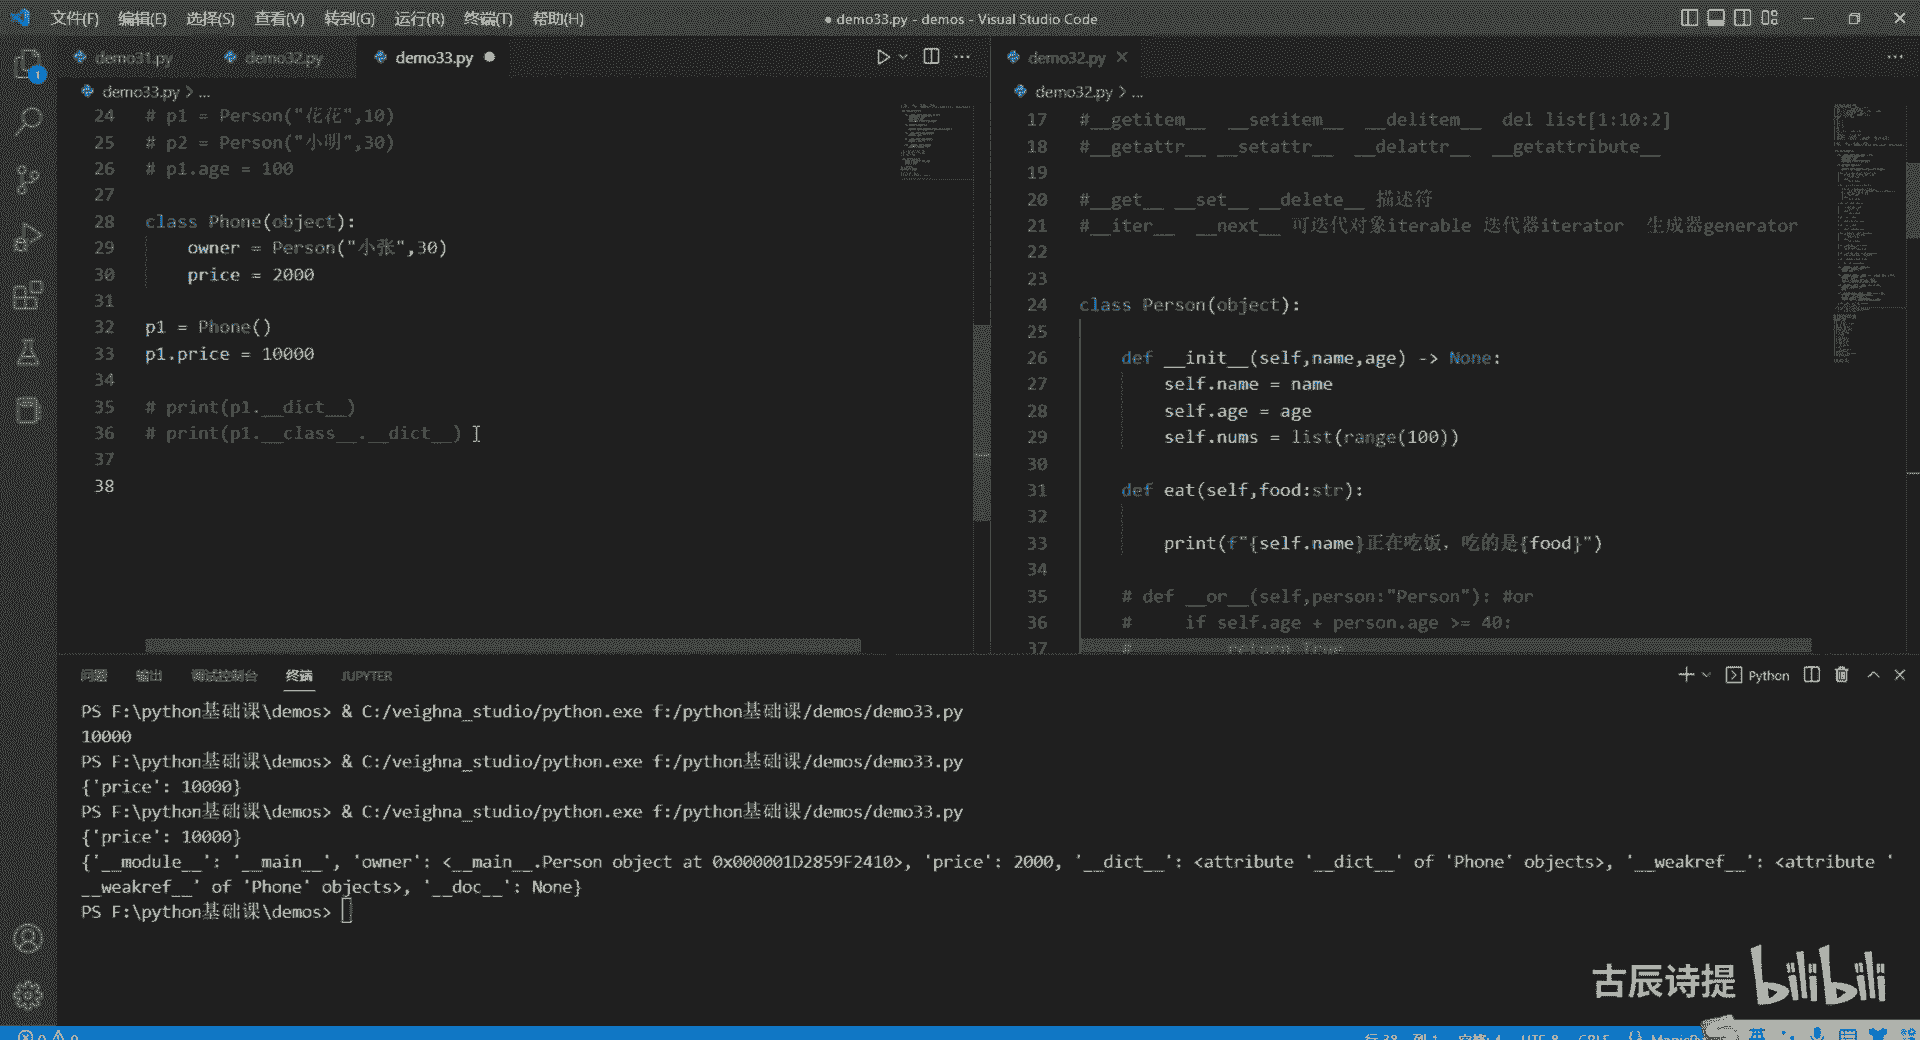 文件(F) 编辑(E) 选择(S) 查看(V) 转到(G) 运行(R) 终端(T) 帮助(H) ● demo33.py - demos - Visual Studio Code
demo31.py demo32.py demo33.py ●
demo33.py > ...
24 # p1 = Person("花花",10)
25 # p2 = Person("小明",30)
26 # p1.age = 100
27
28 class Phone(object):
29 owner = Person("小张",30)
30 price = 2000
31
32 p1 = Phone()
33 p1.price = 10000
34
35 # print(p1.__dict__)
36 # print(p1.__class__.__dict__)
37
38
demo32.py
demo32.py > ...
17 #__getitem__ __setitem__ __delitem__ del list[1:10:2]
18 #__getattr__ __setattr__ __delattr__ __getattribute__
19
20 #__get__ __set__ __delete__ 描述符
21 #__iter__ __next__ 可迭代对象iterable 迭代器iterator 生成器generator
22
23
24 class Person(object):
25
26 def __init__(self,name,age) -> None:
27 self.name = name
28 self.age = age
29 self.nums = list(range(100))
30
31 def eat(self,food:str):
32
33 print(f"{self.name}正在吃饭，吃的是{food}")
34
35 # def __or__(self,person:"Person"): #or
36 # if self.age + person.age >= 40:
37 # return True
1
问题 输出 调试控制台 终端 JUPYTER
Python
PS F:\python基础课\demos> & C:/veighna_studio/python.exe f:/python基础课/demos/demo33.py
10000
PS F:\python基础课\demos> & C:/veighna_studio/python.exe f:/python基础课/demos/demo33.py
{'price': 10000}
PS F:\python基础课\demos> & C:/veighna_studio/python.exe f:/python基础课/demos/demo33.py
{'price': 10000}
{'__module__': '__main__', 'owner': <__main__.Person object at 0x000001D2859F2410>, 'price': 2000, '__dict__': <attribute '__dict__' of 'Phone' objects>, '__weakref__': <attribute '
__weakref__' of 'Phone' objects>, '__doc__': None}
PS F:\python基础课\demos>
古辰诗提 bilibili
行 38, 列 1 空格: 4 UTF-8 CRLF
英